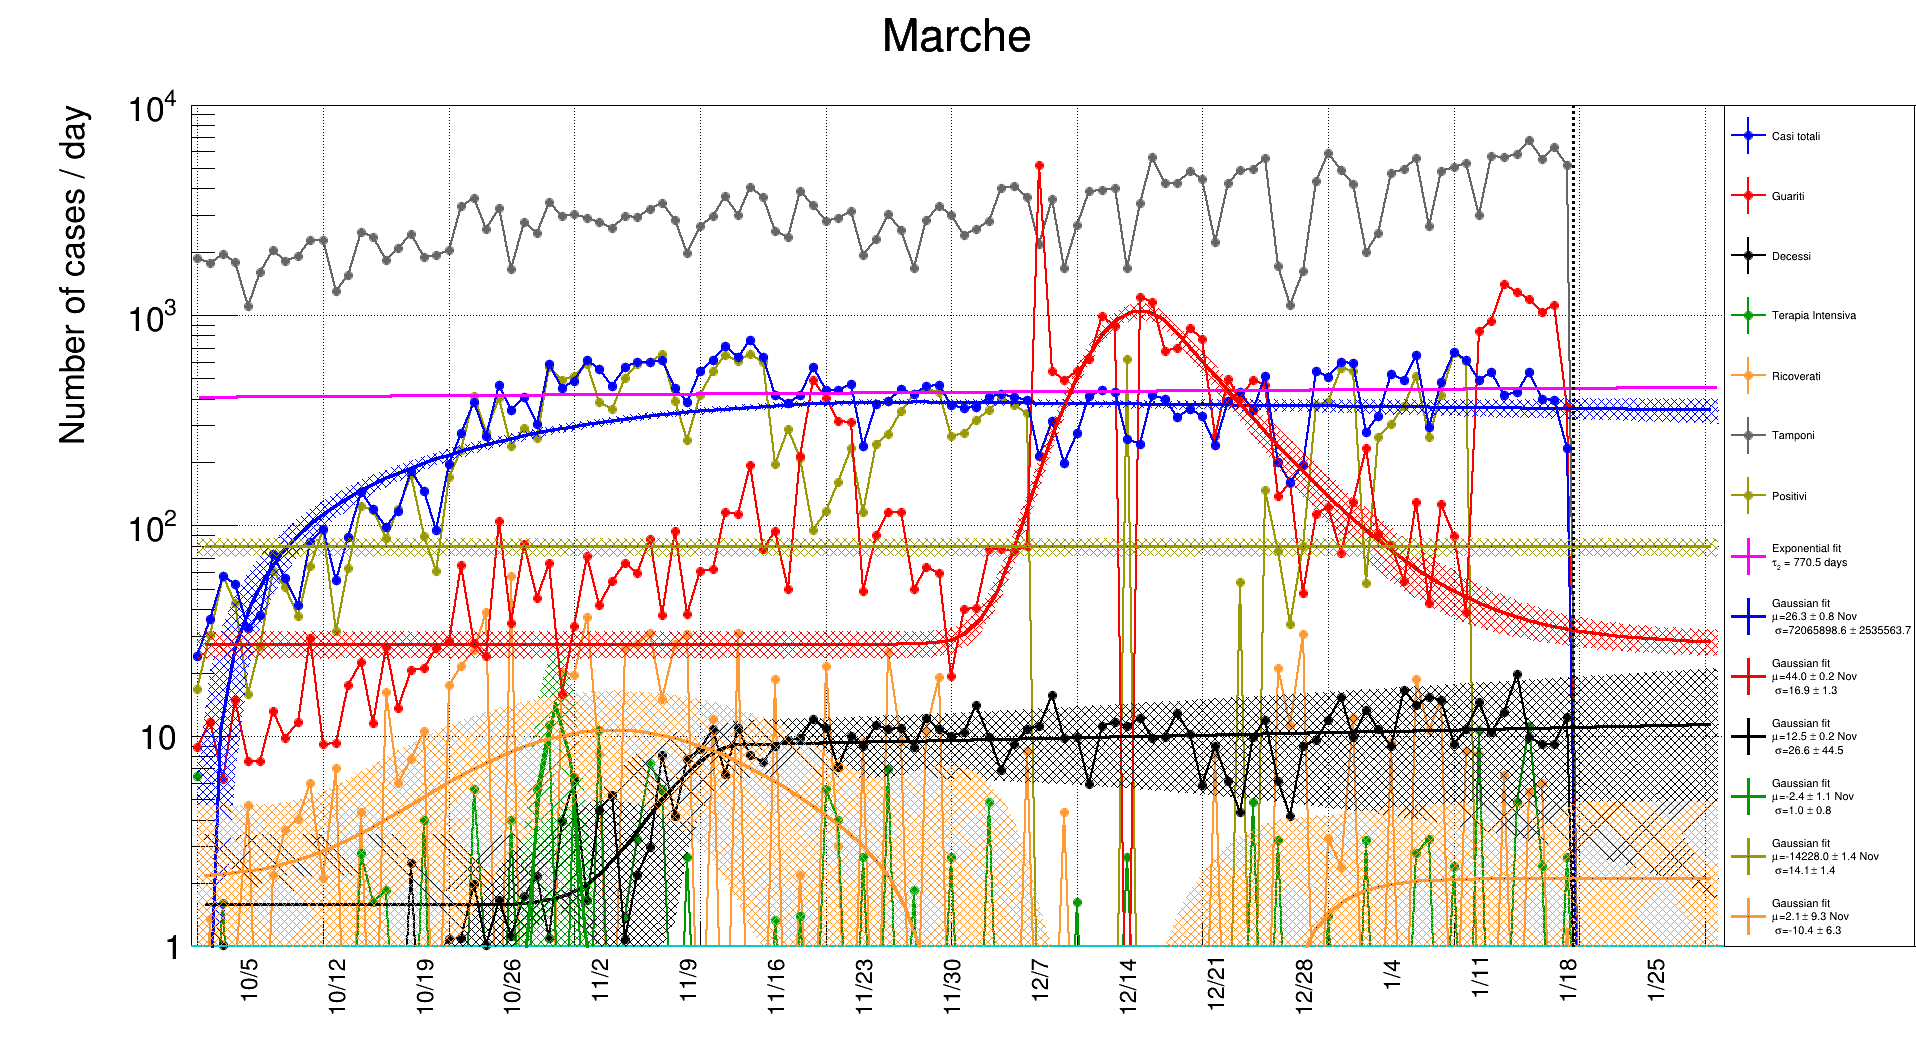 Marche
Number of cases / day
10^4
10^3
10^2
10
1
10/5
10/12
10/19
10/26
11/2
11/9
11/16
11/23
11/30
12/7
12/14
12/21
12/28
1/4
1/11
1/18
1/25
Casi totali
Guariti
Decessi
Terapia Intensiva
Ricoverati
Tamponi
Positivi
Exponential fit
τ₂ = 770.5 days
Gaussian fit
μ=26.3 ± 0.8 Nov
σ=72065898.6 ± 2535563.7
Gaussian fit
μ=44.0 ± 0.2 Nov
σ=16.9 ± 1.3
Gaussian fit
μ=12.5 ± 0.2 Nov
σ=26.6 ± 44.5
Gaussian fit
μ=-2.4 ± 1.1 Nov
σ=1.0 ± 0.8
Gaussian fit
μ=-14228.0 ± 1.4 Nov
σ=14.1 ± 1.4
Gaussian fit
μ=2.1 ± 9.3 Nov
σ=-10.4 ± 6.3